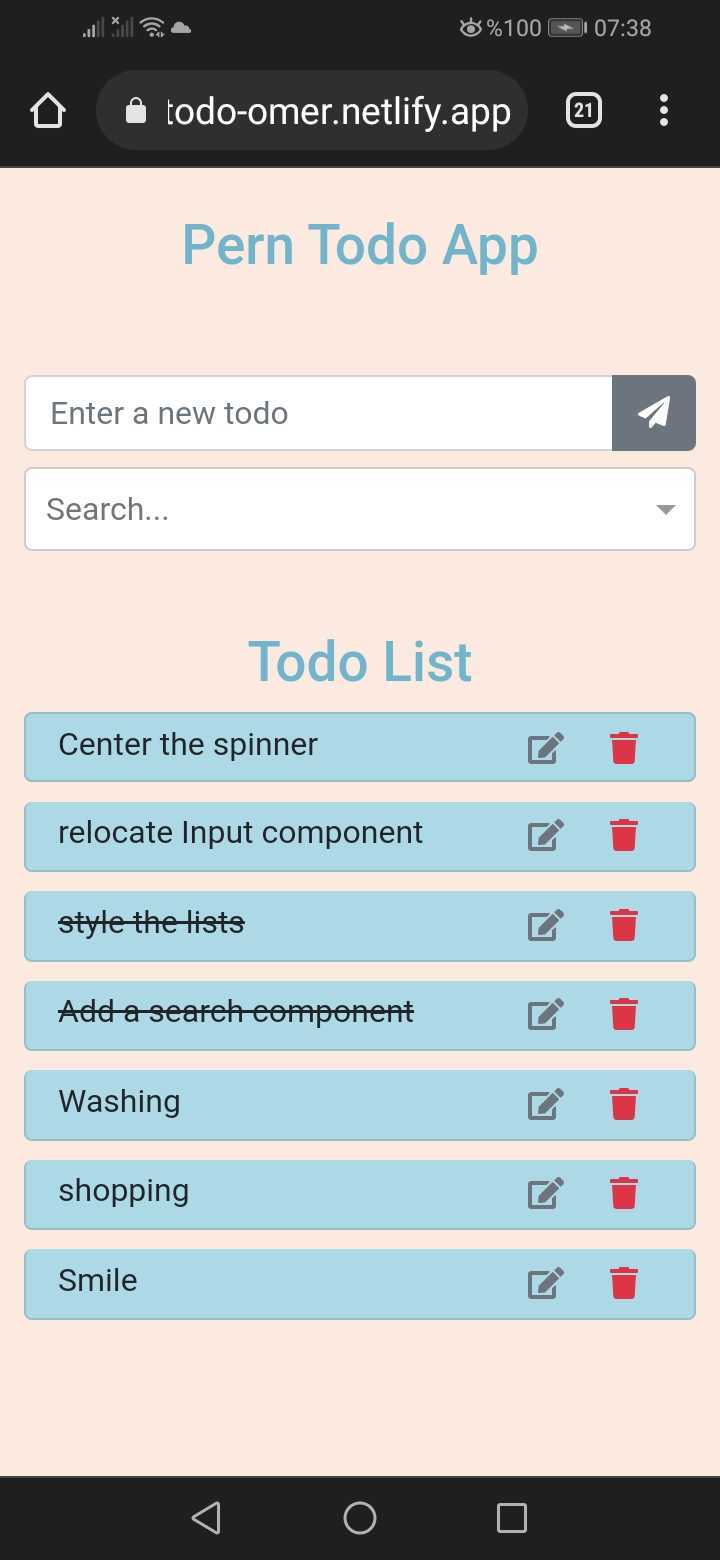 %100 07:38
todo-omer.netlify.app 21
Pern Todo App
Enter a new todo
Search...
Todo List
Center the spinner
relocate Input component
style the lists
Add a search component
Washing
shopping
Smile